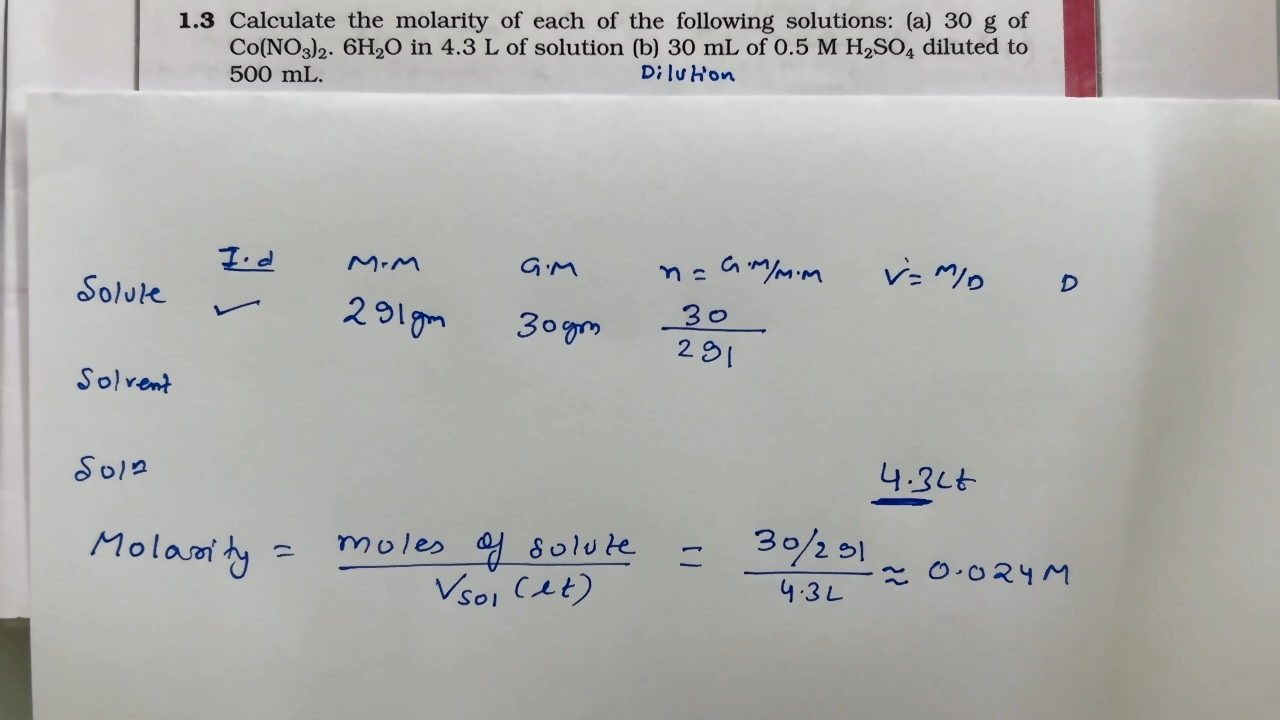 1.3 Calculate the molarity of each of the following solutions: (a) 30 g of
Co(NO₃)₂. 6H₂O in 4.3 L of solution (b) 30 mL of 0.5 M H₂SO₄ diluted to
500 mL.
Dilution
I.d M.M G.M n = G.M/M.M V = M/D D
Solute ✓ 291gm 30gm 30/291
Solvent
Soln 4.3Lt
Molarity = moles of solute / Vsol (lt) = 30/291 / 4.3L ≈ 0.024M